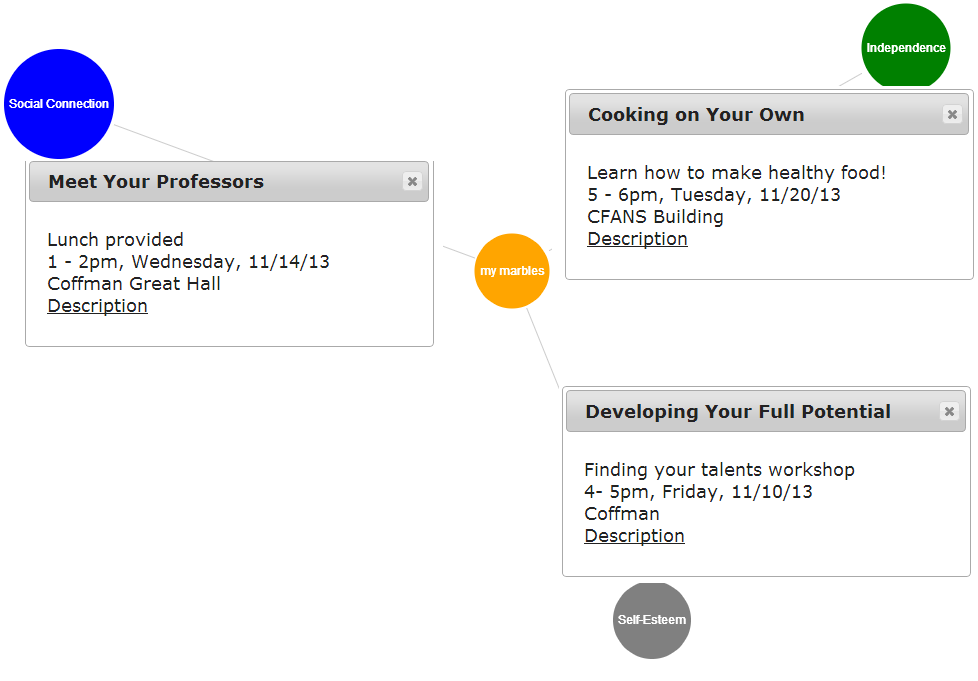 Independence
Social Connection
Cooking on Your Own
Learn how to make healthy food!
5 - 6pm, Tuesday, 11/20/13
CFANS Building
Description
Meet Your Professors
Lunch provided
1 - 2pm, Wednesday, 11/14/13
Coffman Great Hall
Description
my marbles
Developing Your Full Potential
Finding your talents workshop
4- 5pm, Friday, 11/10/13
Coffman
Description
Self-Esteem